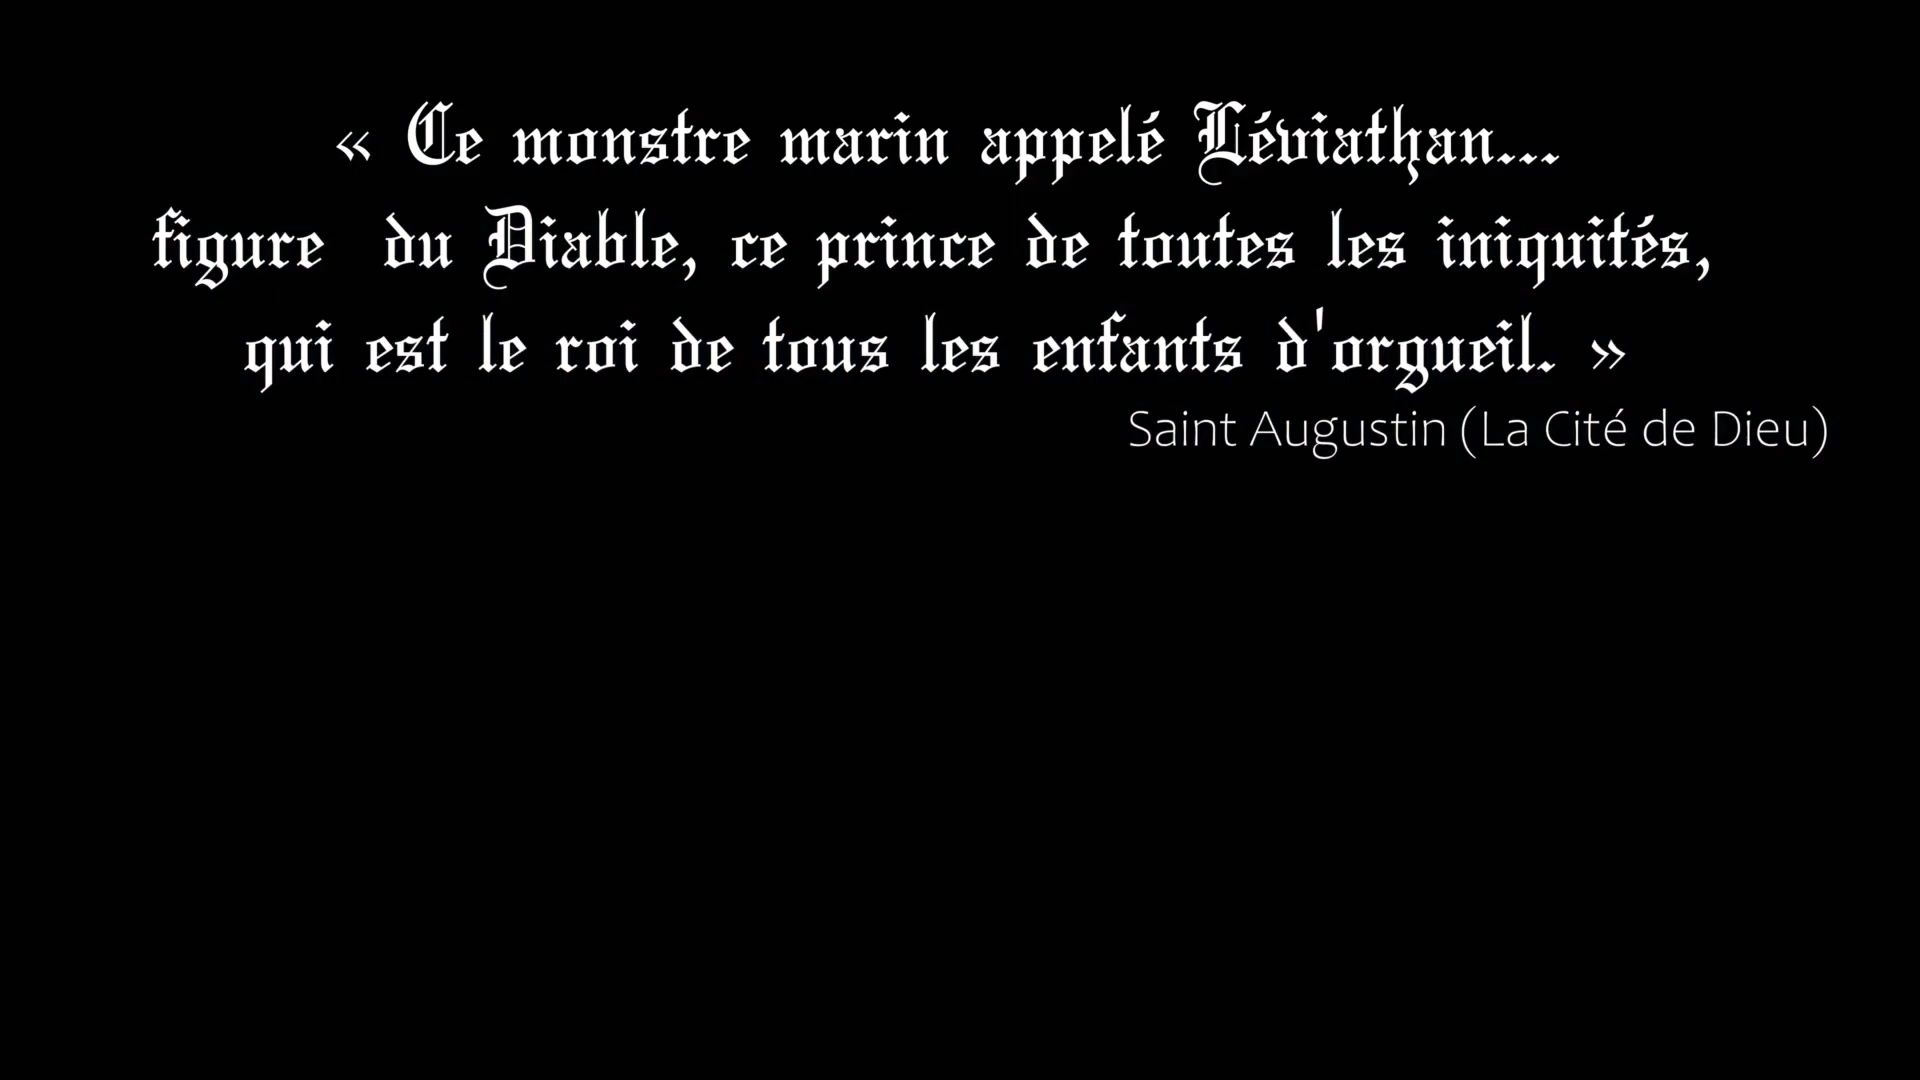 « Ce monstre marin appelé Léviathan...
figure du Diable, ce prince de toutes les iniquités,
qui est le roi de tous les enfants d'orgueil. »
Saint Augustin (La Cité de Dieu)